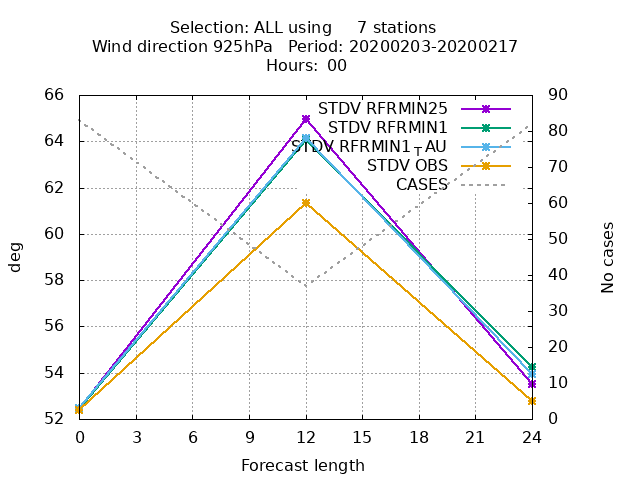 Selection: ALL using     7 stations
Wind direction 925hPa   Period: 20200203-20200217
Hours: 00
66
64
62
60
58
56
54
52
90
80
70
60
50
40
30
20
10
0
STDV RFRMIN25
STDV RFRMIN1
STDV RFRMIN1TAU
STDV OBS
CASES
deg
No cases
0 3 6 9 12 15 18 21 24
Forecast length